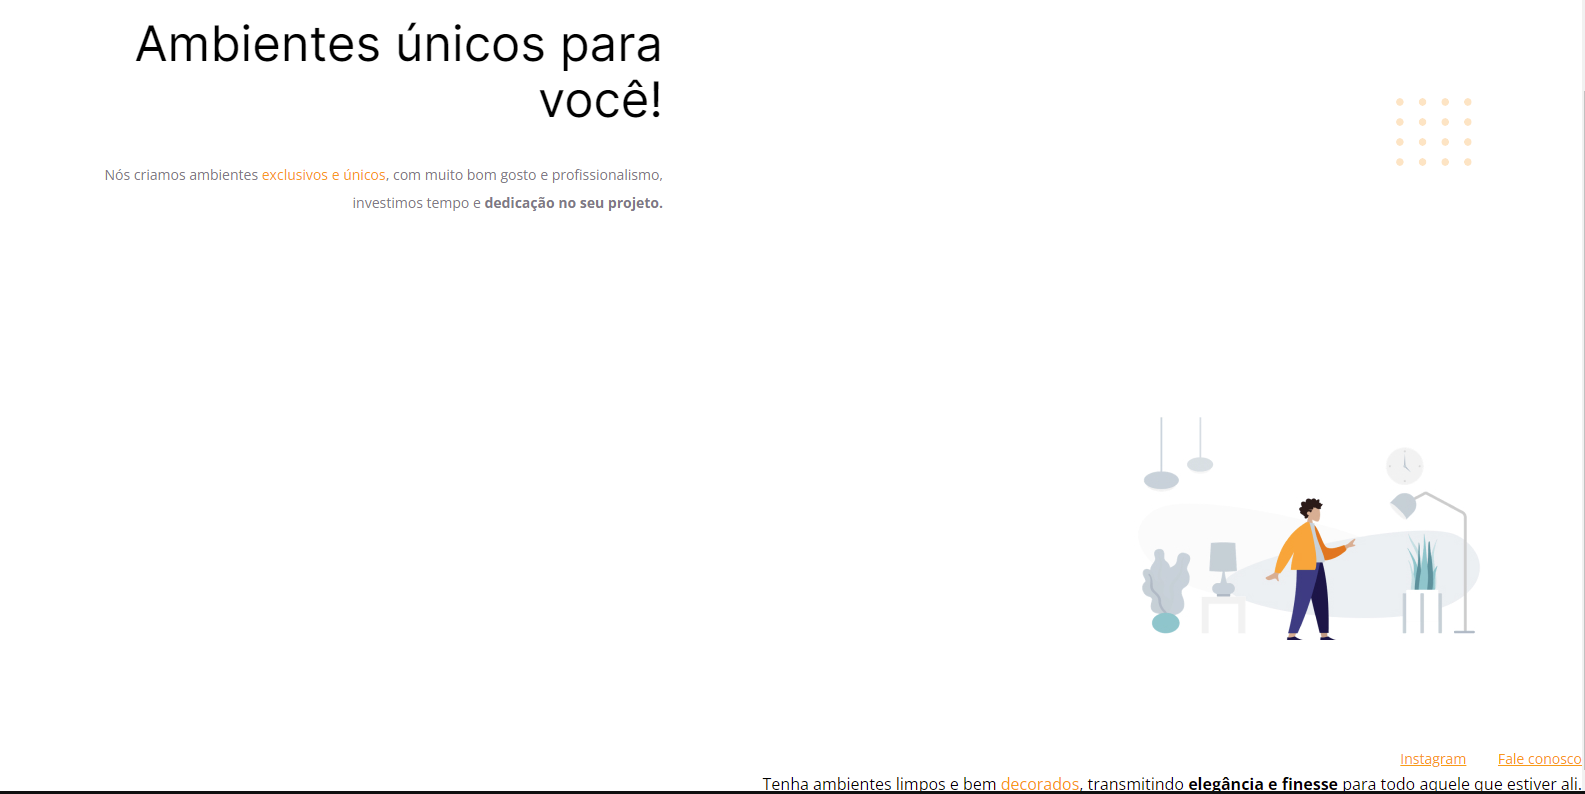 Ambientes únicos para
você!
Nós criamos ambientes exclusivos e únicos, com muito bom gosto e profissionalismo,
investimos tempo e dedicação no seu projeto.
Instagram Fale conosco
Tenha ambientes limpos e bem decorados, transmitindo elegância e finesse para todo aquele que estiver ali.